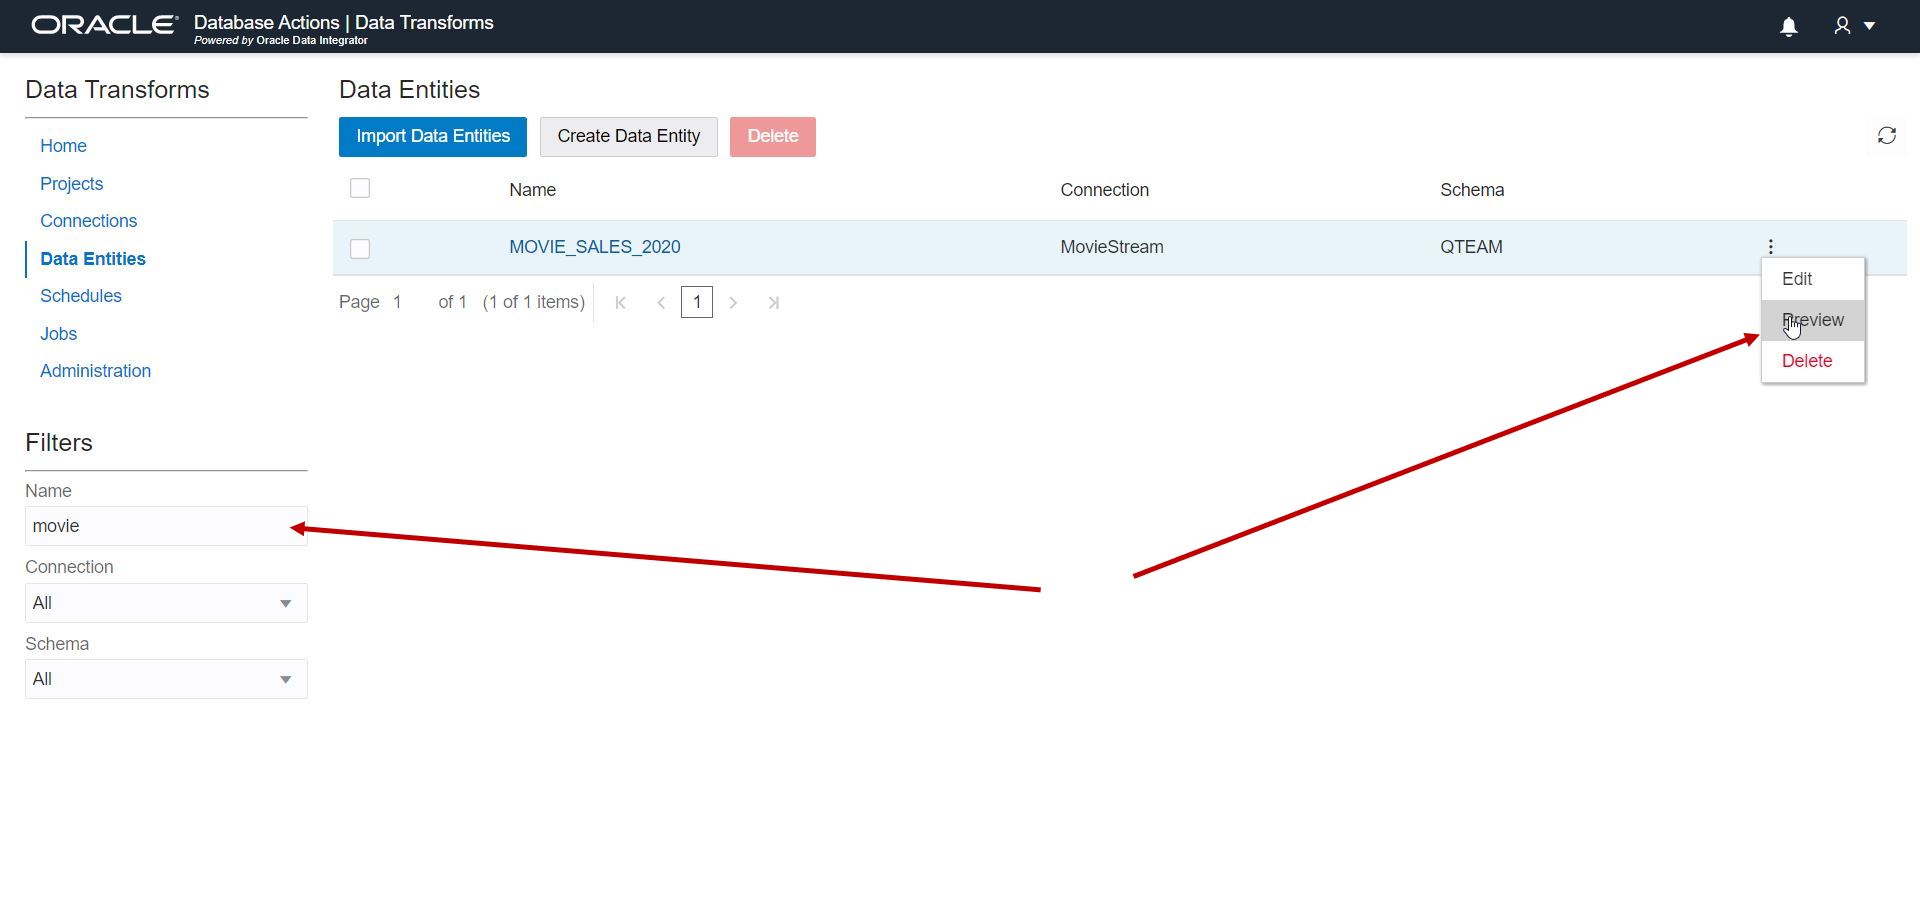 ORACLE Database Actions | Data Transforms
Powered by Oracle Data Integrator
Data Transforms
Home
Projects
Connections
Data Entities
Schedules
Jobs
Administration
Filters
Name
movie
Connection
All
Schema
All
Data Entities
Import Data Entities Create Data Entity Delete
Name Connection Schema
MOVIE_SALES_2020 MovieStream QTEAM
Page 1 of 1 (1 of 1 items) 1
Edit
Preview
Delete